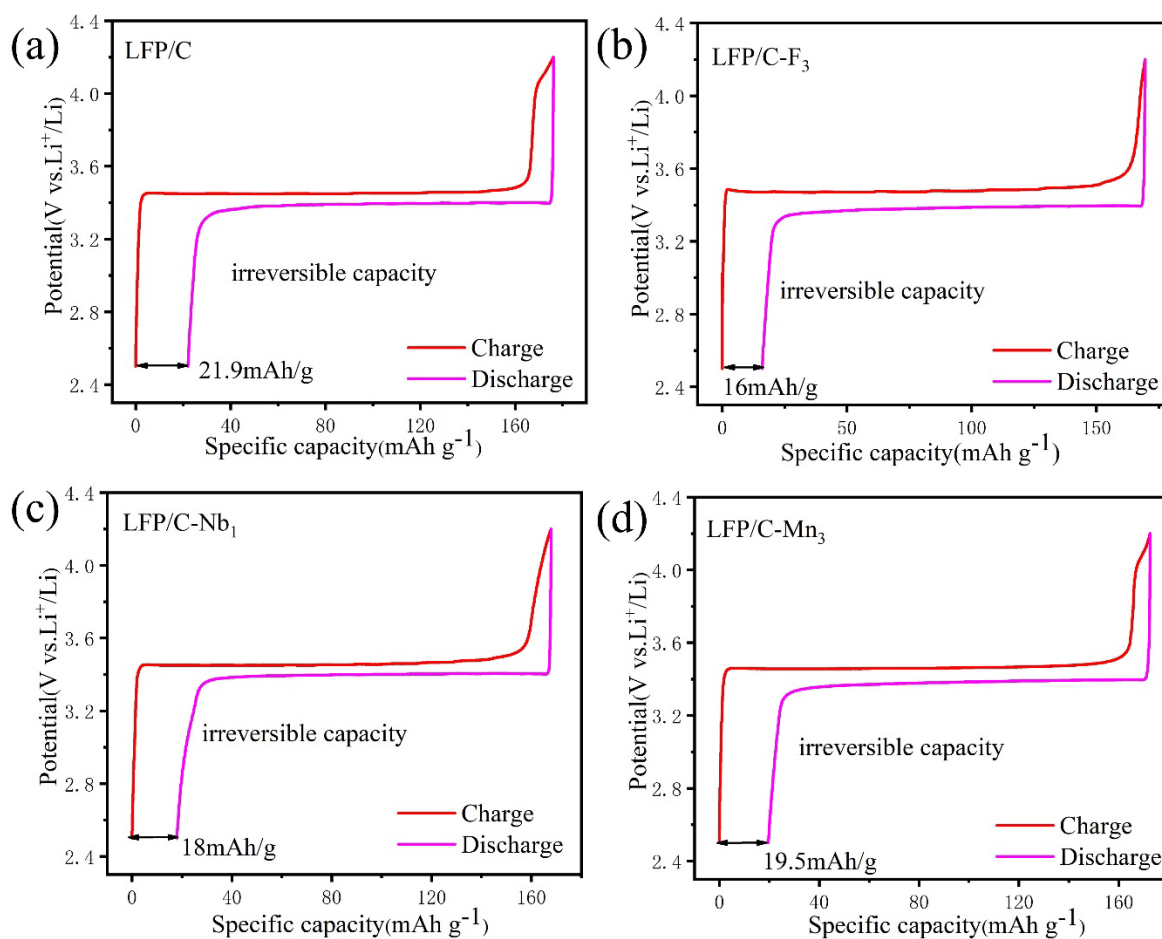 (a)
LFP/C
Potential(V vs.Li⁺/Li)
4.4
4.0
3.6
3.2
2.8
2.4
irreversible capacity
21.9mAh/g
Charge
Discharge
0 40 80 120 160
Specific capacity(mAh g⁻¹)
(b)
LFP/C-F₃
Potential(V vs.Li⁺/Li)
4.4
4.0
3.6
3.2
2.8
2.4
irreversible capacity
16mAh/g
Charge
Discharge
0 50 100 150
Specific capacity(mAh g⁻¹)
(c)
LFP/C-Nb₁
Potential(V vs.Li⁺/Li)
4.4
4.0
3.6
3.2
2.8
2.4
irreversible capacity
18mAh/g
Charge
Discharge
0 40 80 120 160
Specific capacity(mAh g⁻¹)
(d)
LFP/C-Mn₃
Potential(V vs.Li⁺/Li)
4.4
4.0
3.6
3.2
2.8
2.4
irreversible capacity
19.5mAh/g
Charge
Discharge
0 40 80 120 160
Specific capacity(mAh g⁻¹)